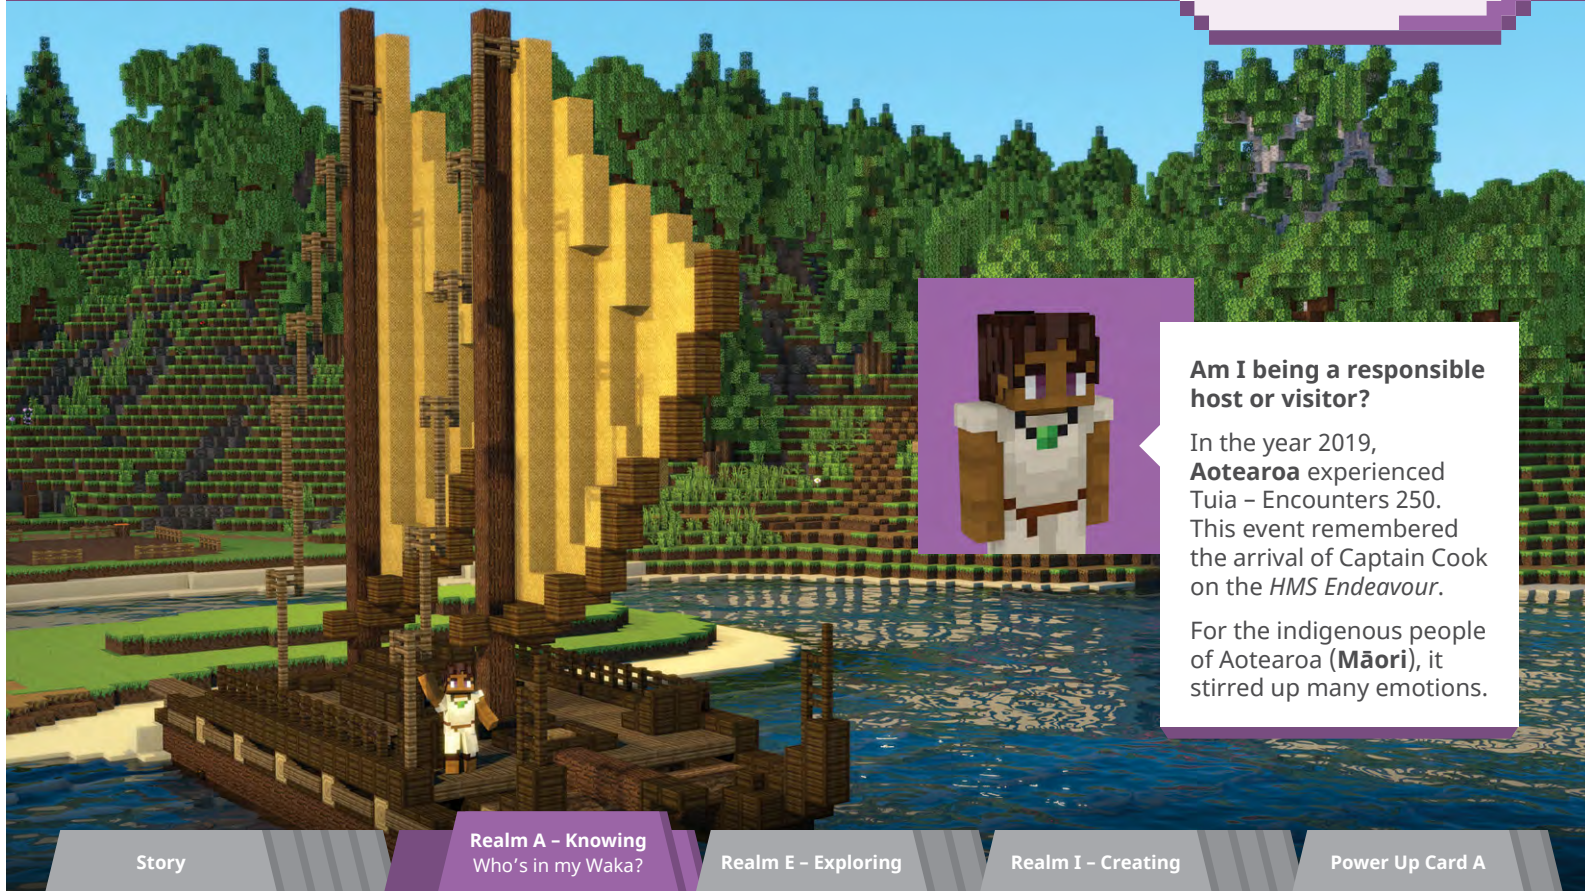 Am I being a responsible
host or visitor?
In the year 2019,
Aotearoa experienced
Tuia – Encounters 250.
This event remembered
the arrival of Captain Cook
on the HMS Endeavour.
For the indigenous people
of Aotearoa (Māori), it
stirred up many emotions.
Story
Realm A – Knowing
Who’s in my Waka?
Realm E – Exploring
Realm I – Creating
Power Up Card A